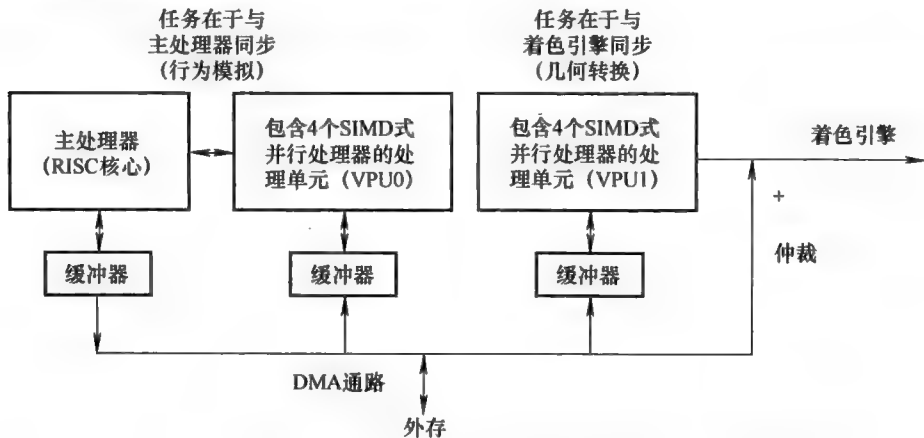 任务在于与
主处理器同步
（行为模拟）
任务在于与
着色引擎同步
（几何转换）
主处理器
（RISC核心）
包含4个SIMD式
并行处理器的处
理单元（VPU0）
包含4个SIMD式
并行处理器的处
理单元（VPU1）
着色引擎
+
仲裁
缓冲器
缓冲器
缓冲器
DMA通路
外存